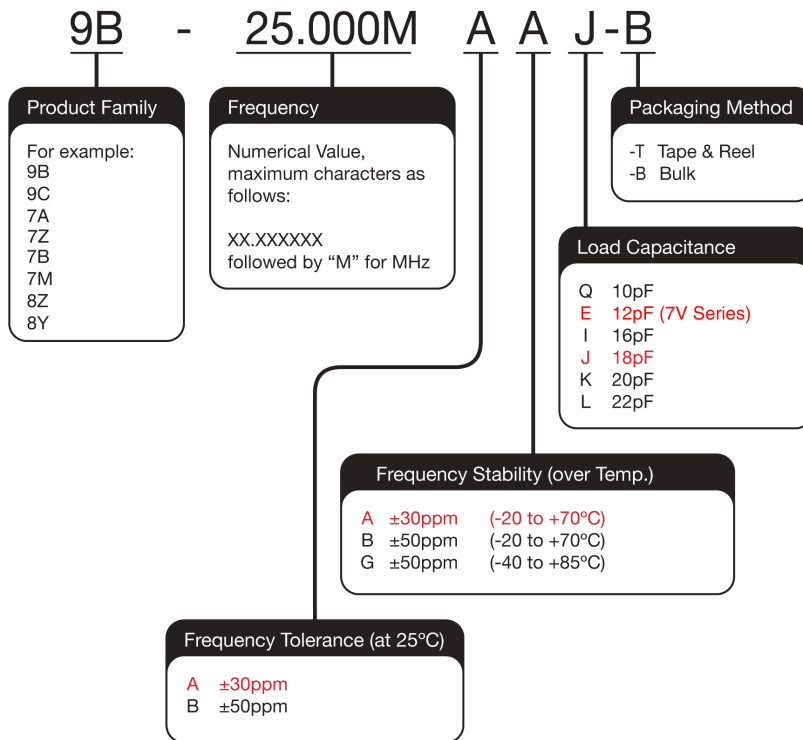 9B - 25.000M A A J-B
Product Family
For example:
9B
9C
7A
7Z
7B
7M
8Z
8Y
Frequency
Numerical Value,
maximum characters as
follows:
XX.XXXXXX
followed by “M” for MHz
Packaging Method
-T Tape & Reel
-B Bulk
Load Capacitance
Q 10pF
E 12pF (7V Series)
I 16pF
J 18pF
K 20pF
L 22pF
Frequency Stability (over Temp.)
A ±30ppm (-20 to +70ºC)
B ±50ppm (-20 to +70ºC)
G ±50ppm (-40 to +85ºC)
Frequency Tolerance (at 25ºC)
A ±30ppm
B ±50ppm